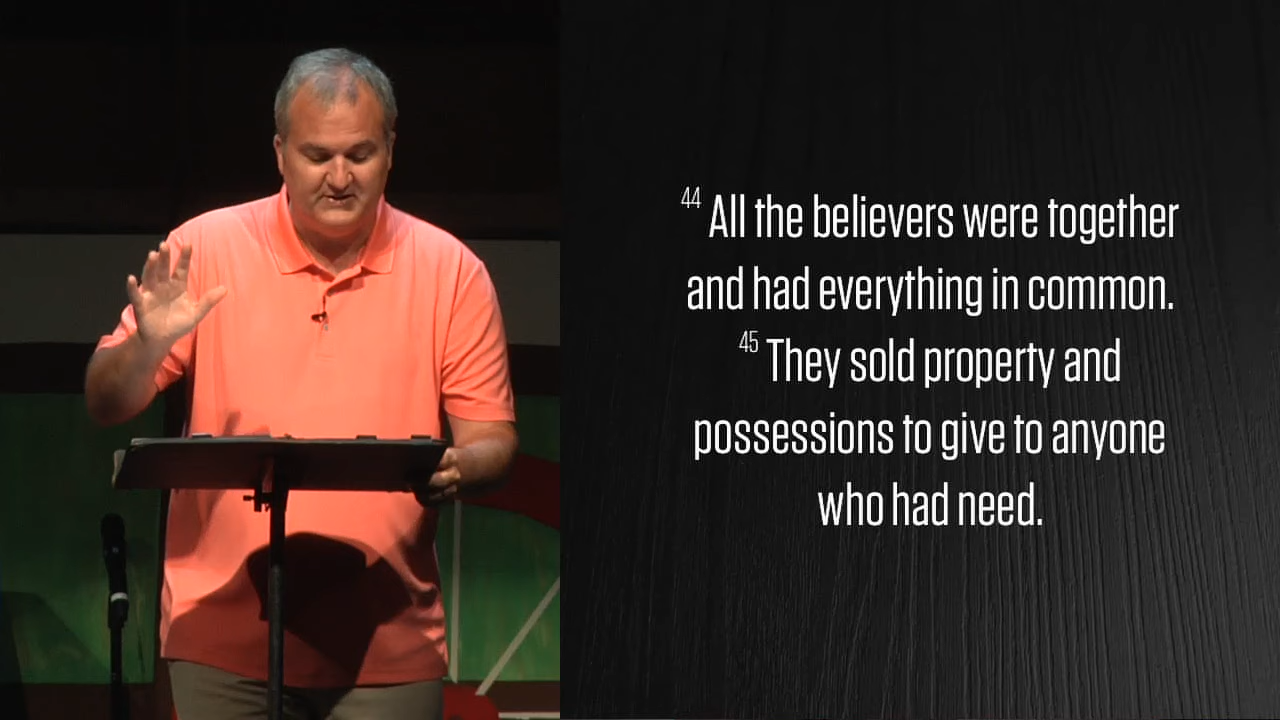 44 All the believers were together
and had everything in common.
45 They sold property and
possessions to give to anyone
who had need.